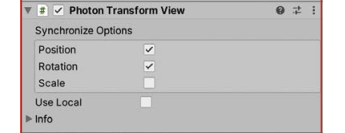 Photon Transform View
Synchronize Options
Position
Rotation
Scale
Use Local
Info